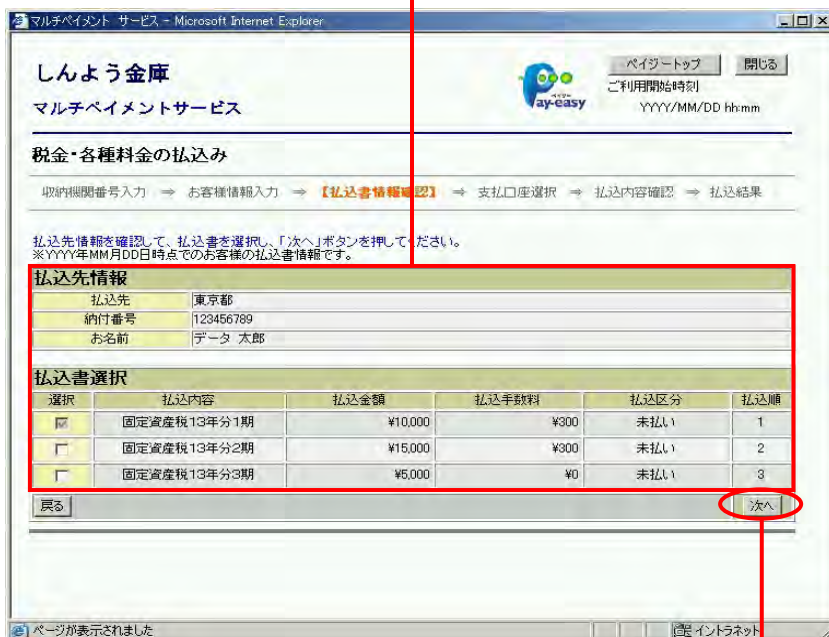 マルチペイメント サービス - Microsoft Internet Explorer
しんよう金庫
マルチペイメントサービス
ペイジー
Pay-easy
ペイジートップ 閉じる
ご利用開始時刻
YYYY/MM/DD hh:mm
税金・各種料金の払込み
収納機関番号入力 ⇒ お客様情報入力 ⇒ 【払込書情報確認】 ⇒ 支払口座選択 ⇒ 払込内容確認 ⇒ 払込結果
払込先情報を確認して、払込書を選択し、「次へ」ボタンを押してください。
※YYYY年MM月DD日時点でのお客様の払込書情報です。
払込先情報
払込先 東京都
納付番号 123456789
お名前 データ 太郎
払込書選択
選択 払込内容 払込金額 払込手数料 払込区分 払込順
固定資産税13年分1期 ¥10,000 ¥300 未払い 1
固定資産税13年分2期 ¥15,000 ¥300 未払い 2
固定資産税13年分3期 ¥5,000 ¥0 未払い 3
戻る 次へ
ページが表示されました イントラネット